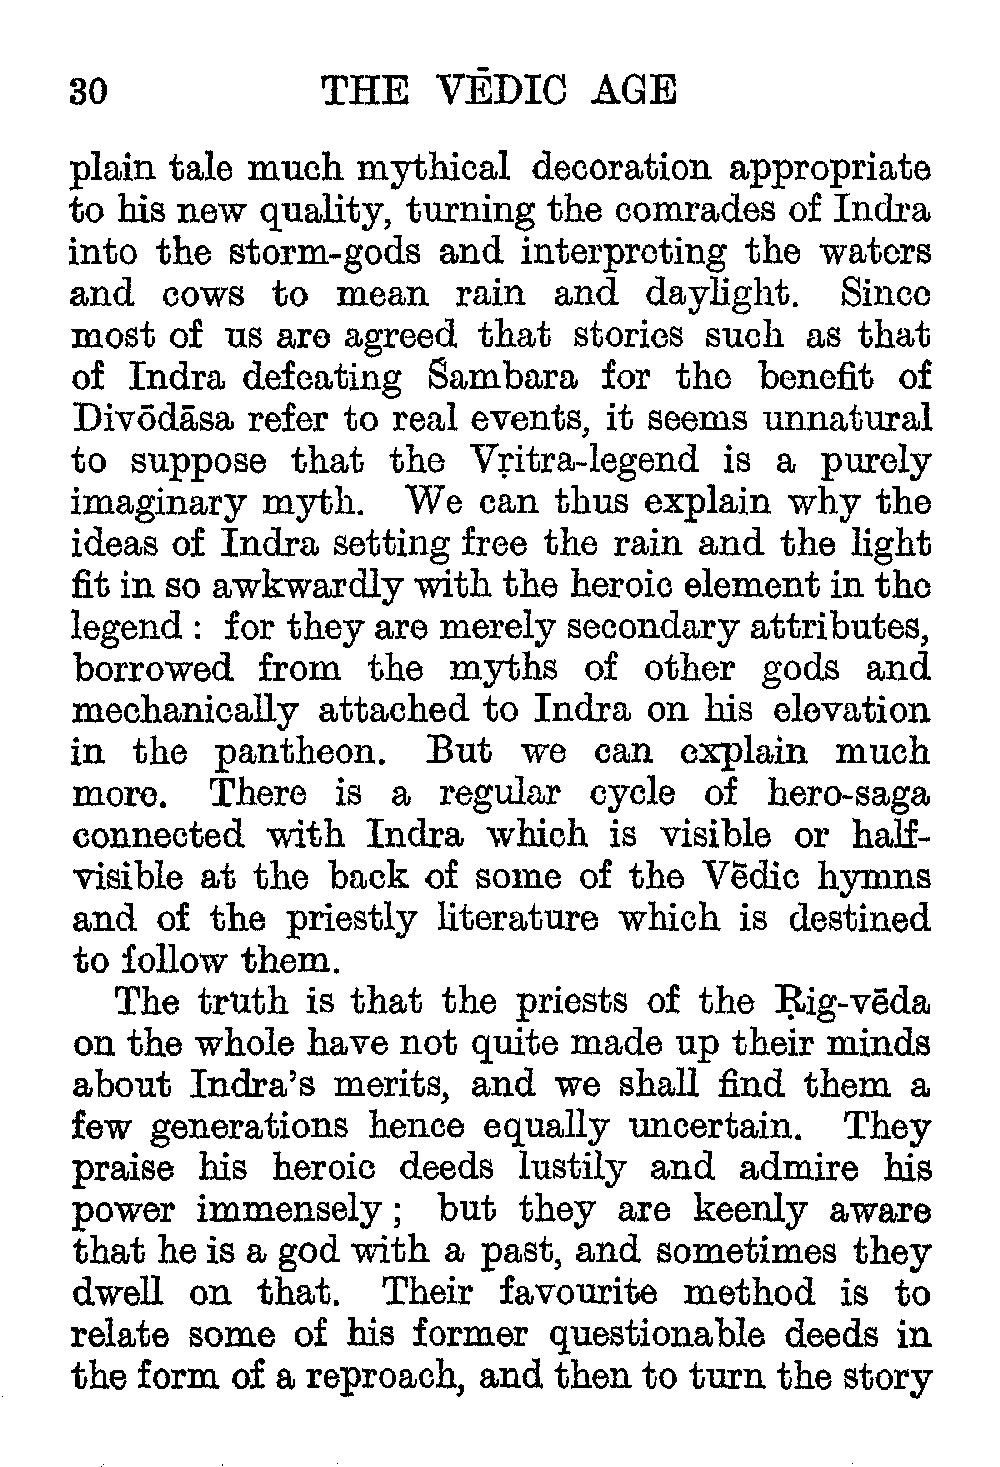 30 THE VĒDIC AGE
plain tale much mythical decoration appropriate
to his new quality, turning the comrades of Indra
into the storm-gods and interpreting the waters
and cows to mean rain and daylight. Since
most of us are agreed that stories such as that
of Indra defeating Śambara for the benefit of
Divōdāsa refer to real events, it seems unnatural
to suppose that the Vṛitra-legend is a purely
imaginary myth. We can thus explain why the
ideas of Indra setting free the rain and the light
fit in so awkwardly with the heroic element in the
legend : for they are merely secondary attributes,
borrowed from the myths of other gods and
mechanically attached to Indra on his elevation
in the pantheon. But we can explain much
more. There is a regular cycle of hero-saga
connected with Indra which is visible or half-
visible at the back of some of the Vēdic hymns
and of the priestly literature which is destined
to follow them.
The truth is that the priests of the Ṛig-vēda
on the whole have not quite made up their minds
about Indra's merits, and we shall find them a
few generations hence equally uncertain. They
praise his heroic deeds lustily and admire his
power immensely ; but they are keenly aware
that he is a god with a past, and sometimes they
dwell on that. Their favourite method is to
relate some of his former questionable deeds in
the form of a reproach, and then to turn the story